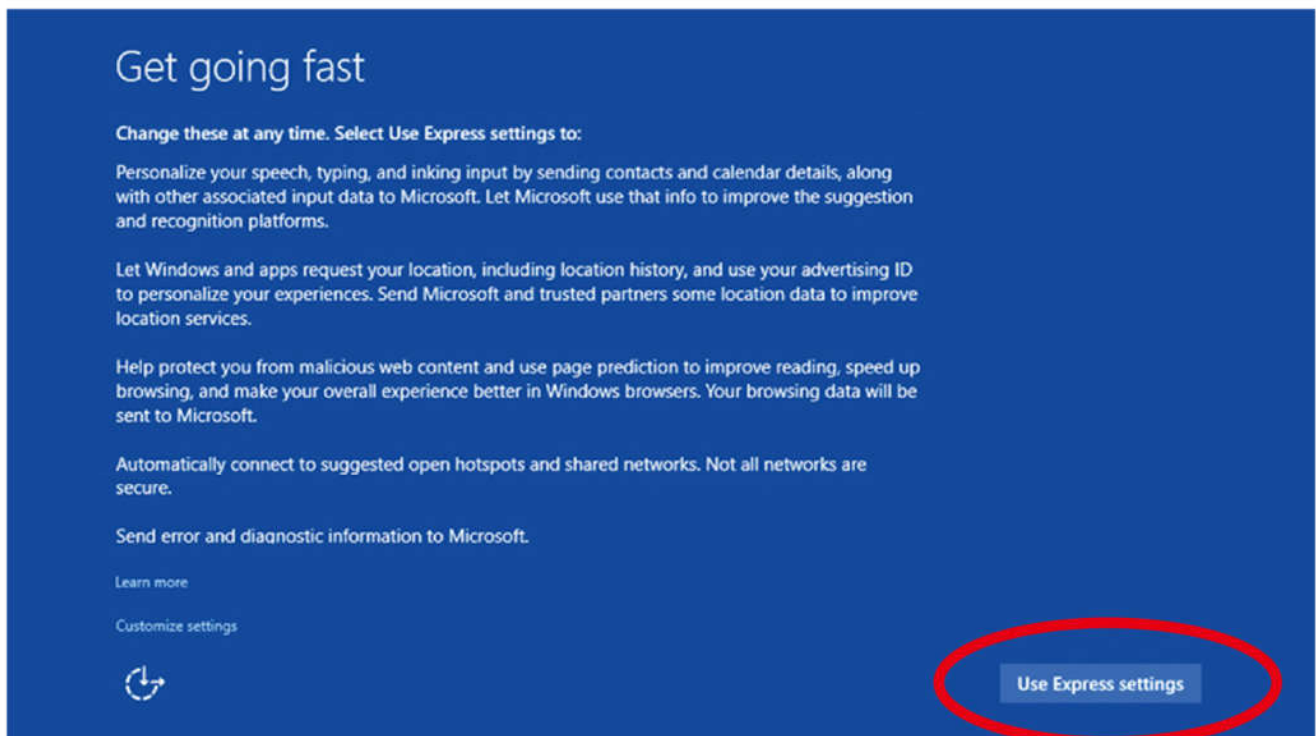 Get going fast
Change these at any time. Select Use Express settings to:
Personalize your speech, typing, and inking input by sending contacts and calendar details, along
with other associated input data to Microsoft. Let Microsoft use that info to improve the suggestion
and recognition platforms.
Let Windows and apps request your location, including location history, and use your advertising ID
to personalize your experiences. Send Microsoft and trusted partners some location data to improve
location services.
Help protect you from malicious web content and use page prediction to improve reading, speed up
browsing, and make your overall experience better in Windows browsers. Your browsing data will be
sent to Microsoft.
Automatically connect to suggested open hotspots and shared networks. Not all networks are
secure.
Send error and diagnostic information to Microsoft.
Learn more
Customize settings
Use Express settings